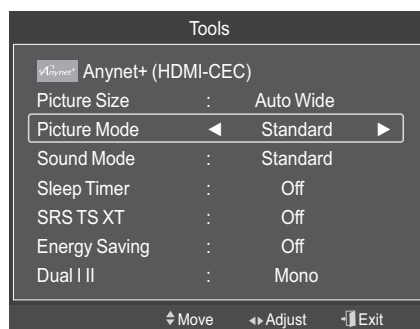 Tools
Anynet+ Anynet+ (HDMI-CEC)
Picture Size : Auto Wide
Picture Mode ◄ Standard ►
Sound Mode : Standard
Sleep Timer : Off
SRS TS XT : Off
Energy Saving : Off
Dual I II : Mono
Move Adjust Exit